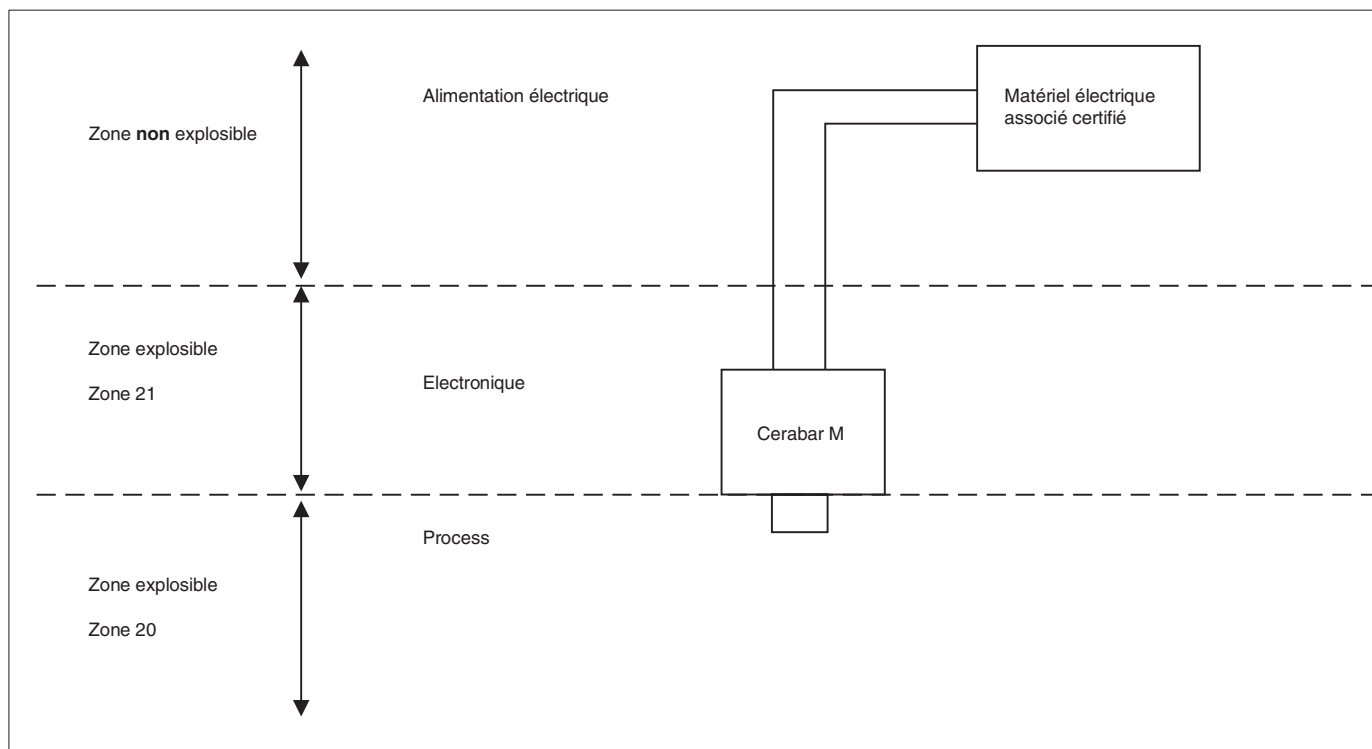 Alimentation électrique
Matériel électrique
associé certifié
Zone non explosible
Zone explosible
Zone 21
Electronique
Cerabar M
Process
Zone explosible
Zone 20